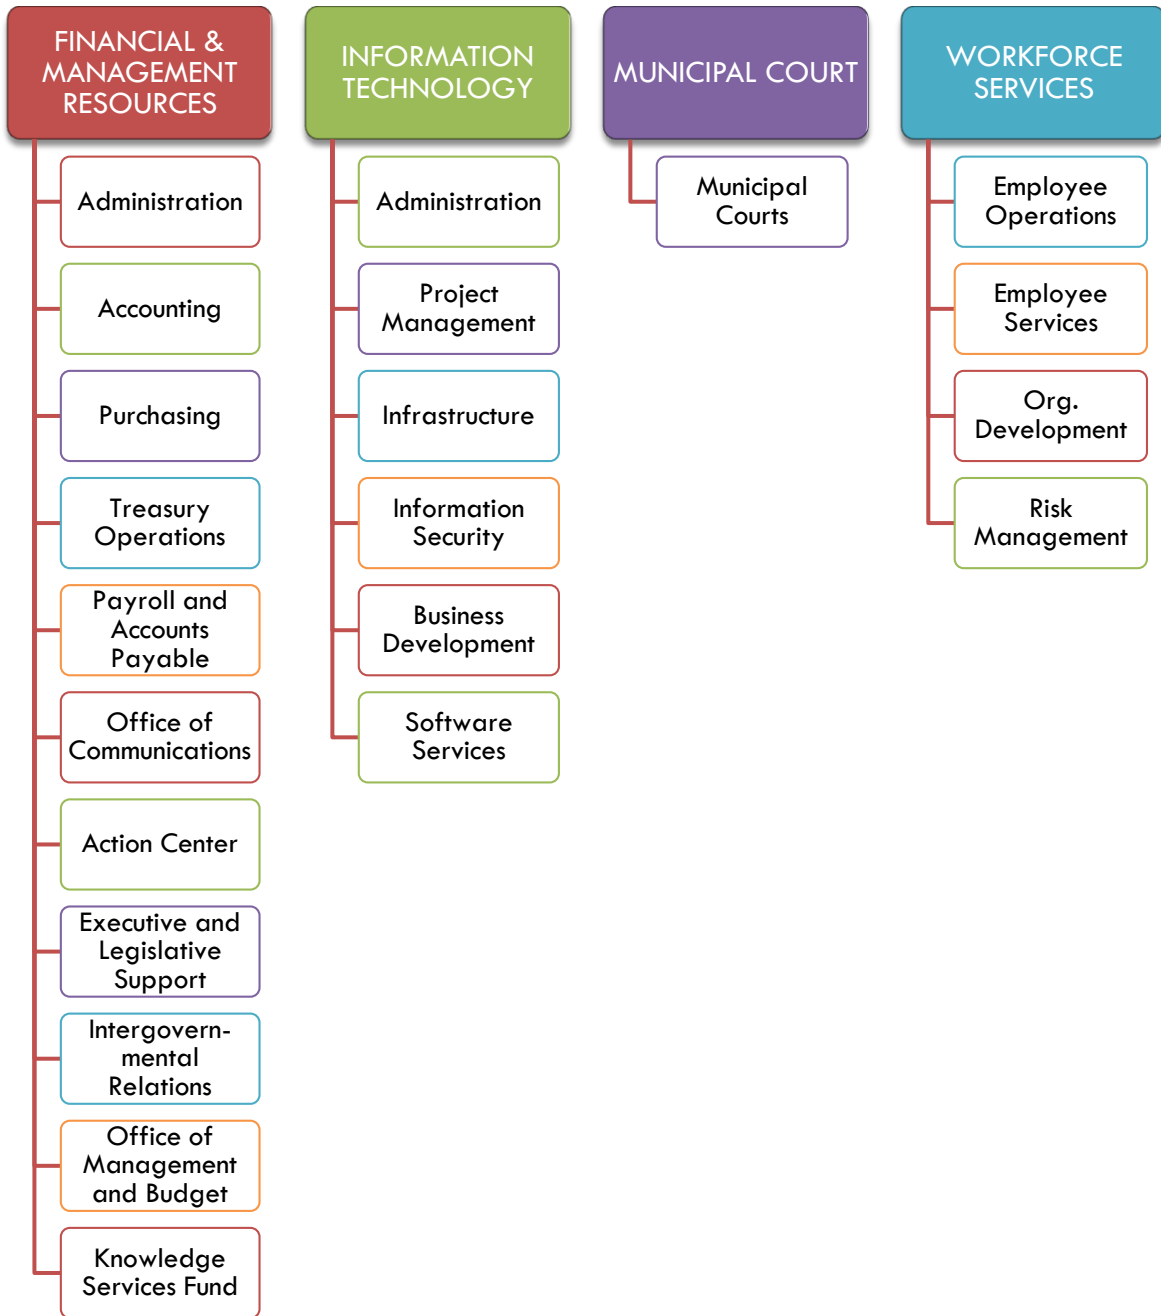 FINANCIAL &
MANAGEMENT
RESOURCES
Administration
Accounting
Purchasing
Treasury
Operations
Payroll and
Accounts
Payable
Office of
Communications
Action Center
Executive and
Legislative
Support
Intergovern-
mental
Relations
Office of
Management
and Budget
Knowledge
Services Fund
INFORMATION
TECHNOLOGY
Administration
Project
Management
Infrastructure
Information
Security
Business
Development
Software
Services
MUNICIPAL COURT
Municipal
Courts
WORKFORCE
SERVICES
Employee
Operations
Employee
Services
Org.
Development
Risk
Management